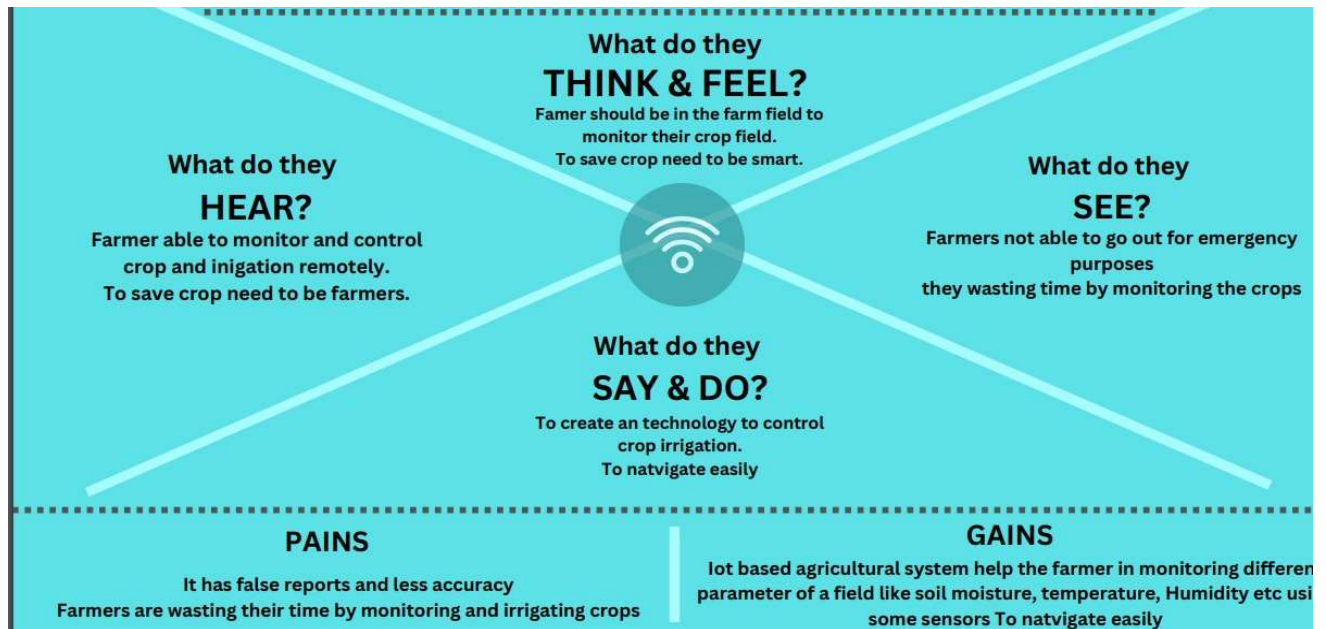 What do they
THINK & FEEL?
Famer should be in the farm field to
monitor their crop field.
To save crop need to be smart.
What do they
HEAR?
Farmer able to monitor and control
crop and inigation remotely.
To save crop need to be farmers.
What do they
SEE?
Farmers not able to go out for emergency
purposes
they wasting time by monitoring the crops
What do they
SAY & DO?
To create an technology to control
crop irrigation.
To natvigate easily
PAINS
It has false reports and less accuracy
Farmers are wasting their time by monitoring and irrigating crops
GAINS
Iot based agricultural system help the farmer in monitoring differen
parameter of a field like soil moisture, temperature, Humidity etc usi
some sensors To natvigate easily